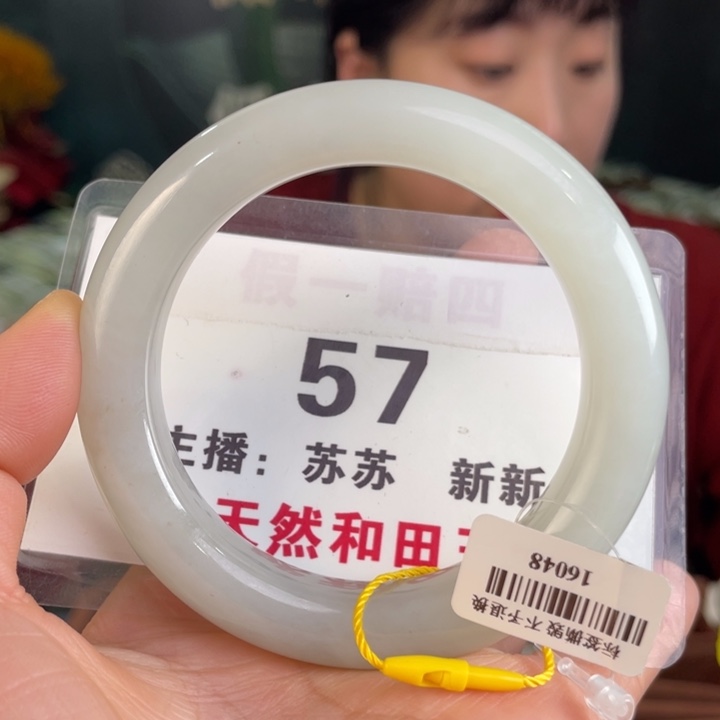 假一赔四
57
主播：苏苏 新新
天然和田玉
16048
标签撕毁 不予退换